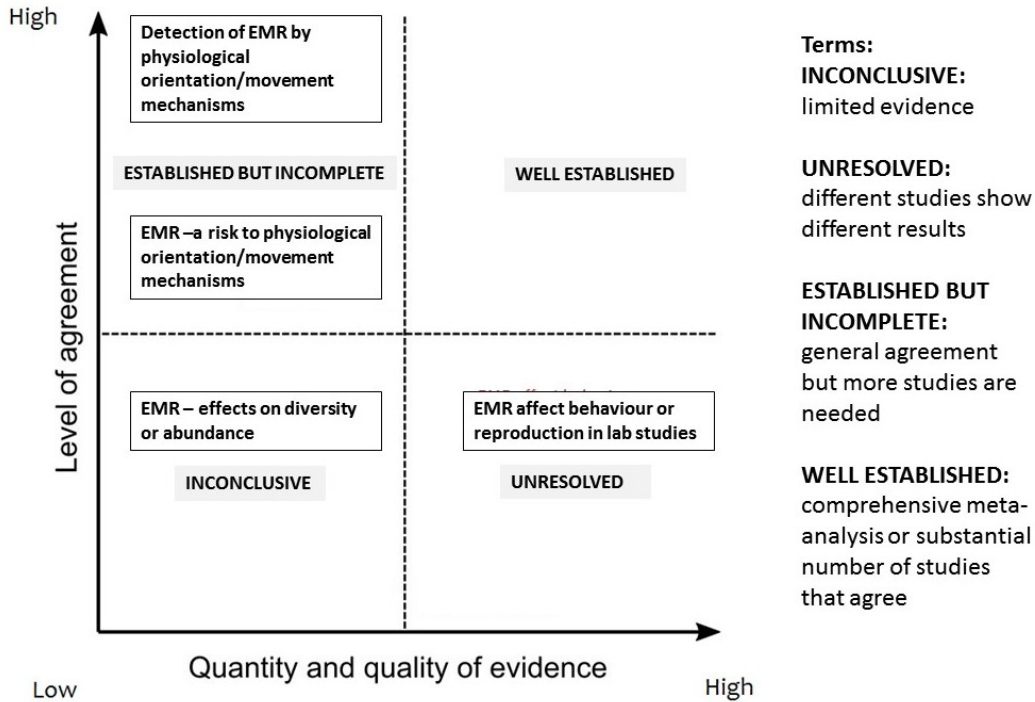 High
Detection of EMR by
physiological
orientation/movement
mechanisms
ESTABLISHED BUT INCOMPLETE
WELL ESTABLISHED
EMR –a risk to physiological
orientation/movement
mechanisms
Level of agreement
EMR – effects on diversity
or abundance
EMR affect behaviour or
reproduction in lab studies
INCONCLUSIVE
UNRESOLVED
Quantity and quality of evidence
Low
High
Terms:
INCONCLUSIVE:
limited evidence
UNRESOLVED:
different studies show
different results
ESTABLISHED BUT
INCOMPLETE:
general agreement
but more studies are
needed
WELL ESTABLISHED:
comprehensive meta-
analysis or substantial
number of studies
that agree